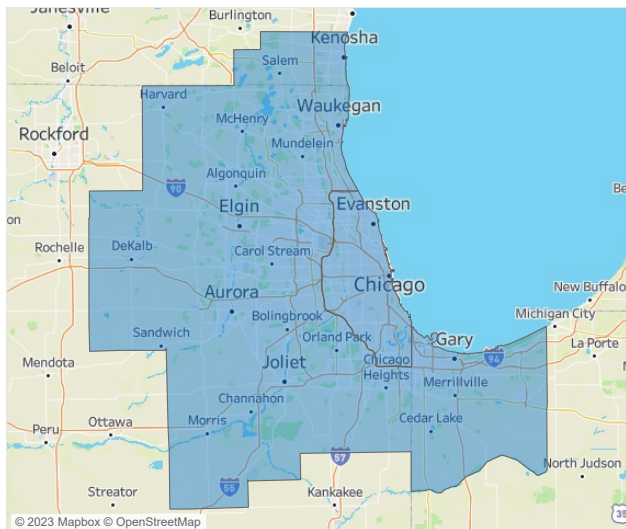 Janesville
Burlington
Kenosha
Beloit
Salem
Harvard
Waukegan
McHenry
Rockford
Mundelein
Algonquin
90
Elgin
Evanston
on
Rochelle
DeKalb
Carol Stream
Chicago
New Buffalo
Aurora
Bolingbrook
Michigan City
Sandwich
Orland Park
Gary
94
La Porte
Mendota
Joliet
Chicago
Heights
Merrillville
Channahon
Peru
Ottawa
Morris
Cedar Lake
57
North Judson
Streator
55
Kankakee
35
© 2023 Mapbox © OpenStreetMap